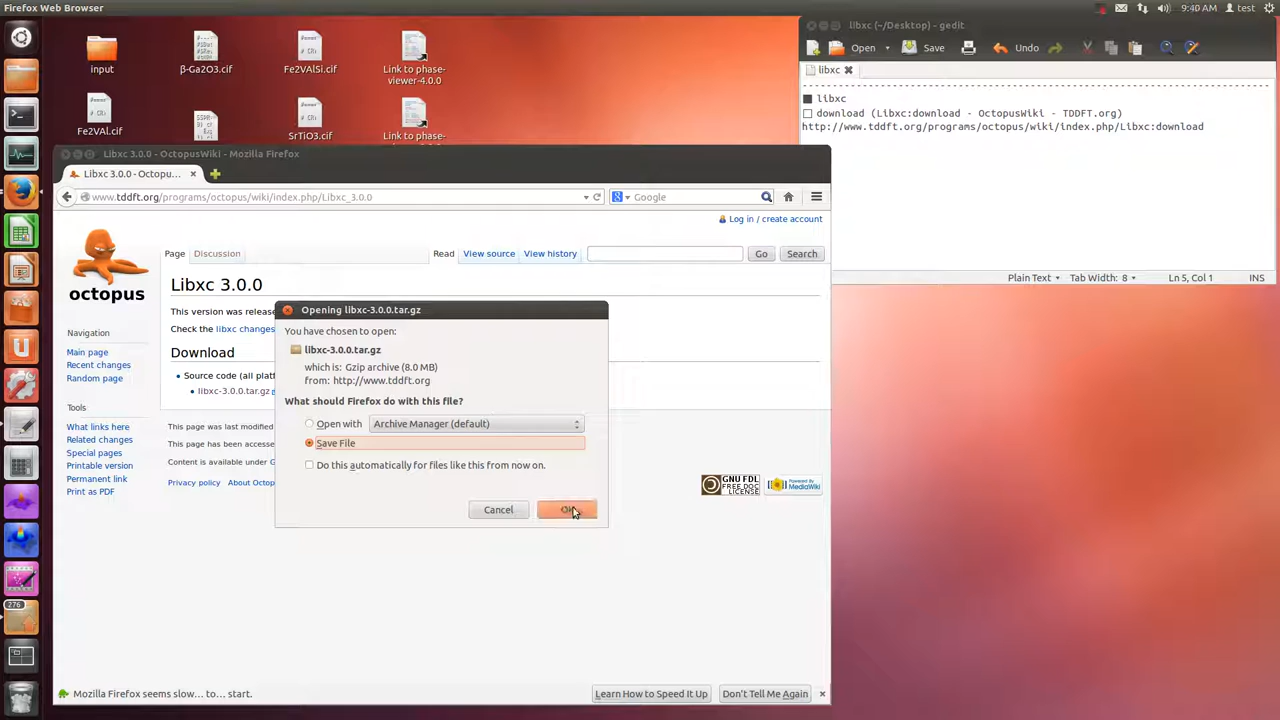 Firefox Web Browser
9:40 AM
test
input
β-Ga2O3.cif
Fe2VAlSi.cif
Link to phase-
viewer-4.0.0
Fe2VAl.cif
SrTiO3.cif
Link to phase-
libxc (~/Desktop) - gedit
Open
Save
Undo
libxc
libxc
download (Libxc:download - OctopusWiki - TDDFT.org)
http://www.tddft.org/programs/octopus/wiki/index.php/Libxc:download
Plain Text
Tab Width: 8
Ln 5, Col 1
INS
Libxc 3.0.0 - OctopusWiki - Mozilla Firefox
Libxc 3.0.0 - Octopu...
www.tddft.org/programs/octopus/wiki/index.php/Libxc_3.0.0
Google
Log in / create account
octopus
Page Discussion Read View source View history Go Search
Libxc 3.0.0
This version was release
Check the libxc changes
Download
Source code (all platf
libxc-3.0.0.tar.gz
This page was last modified
This page has been accesse
Content is available under G
Privacy policy About Octop
GNU FDL
FREE DOC
LICENSE
Powered By
MediaWiki
Navigation
Main page
Recent changes
Random page
Tools
What links here
Related changes
Special pages
Printable version
Permanent link
Print as PDF
Opening libxc-3.0.0.tar.gz
You have chosen to open:
libxc-3.0.0.tar.gz
which is: Gzip archive (8.0 MB)
from: http://www.tddft.org
What should Firefox do with this file?
Open with Archive Manager (default)
Save File
Do this automatically for files like this from now on.
Cancel
OK
276
Mozilla Firefox seems slow... to... start.
Learn How to Speed It Up
Don't Tell Me Again